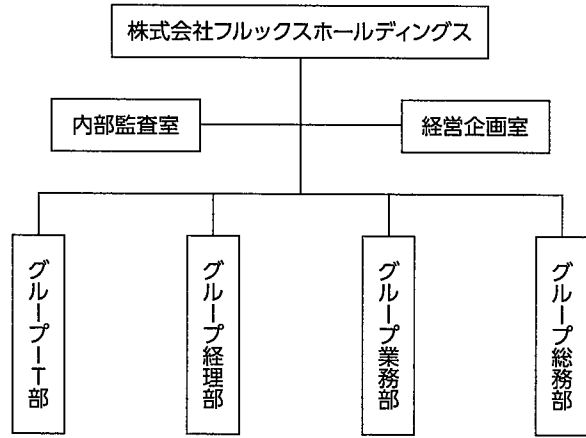 株式会社フルックスホールディングス
内部監査室
経営企画室
グループIT部
グループ経理部
グループ業務部
グループ総務部